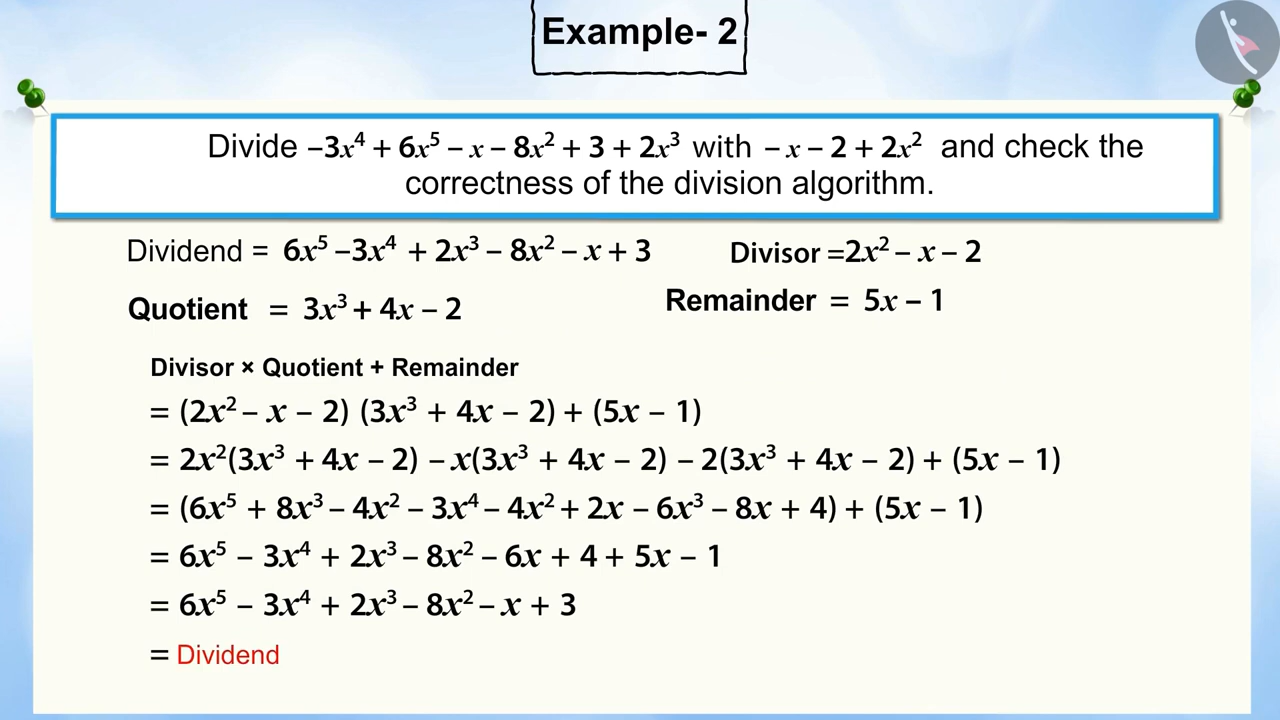 Example- 2
Divide −3x⁴ + 6x⁵ − x − 8x² + 3 + 2x³ with − x − 2 + 2x² and check the
correctness of the division algorithm.
Dividend = 6x⁵ −3x⁴ + 2x³ − 8x² − x + 3
Divisor =2x² − x − 2
Quotient = 3x³ + 4x − 2
Remainder = 5x − 1
Divisor × Quotient + Remainder
= (2x² − x − 2) (3x³ + 4x − 2) + (5x − 1)
= 2x²(3x³ + 4x − 2) − x(3x³ + 4x − 2) − 2(3x³ + 4x − 2) + (5x − 1)
= (6x⁵ + 8x³ − 4x² − 3x⁴ − 4x² + 2x − 6x³ − 8x + 4) + (5x − 1)
= 6x⁵ − 3x⁴ + 2x³ − 8x² − 6x + 4 + 5x − 1
= 6x⁵ − 3x⁴ + 2x³ − 8x² − x + 3
= Dividend